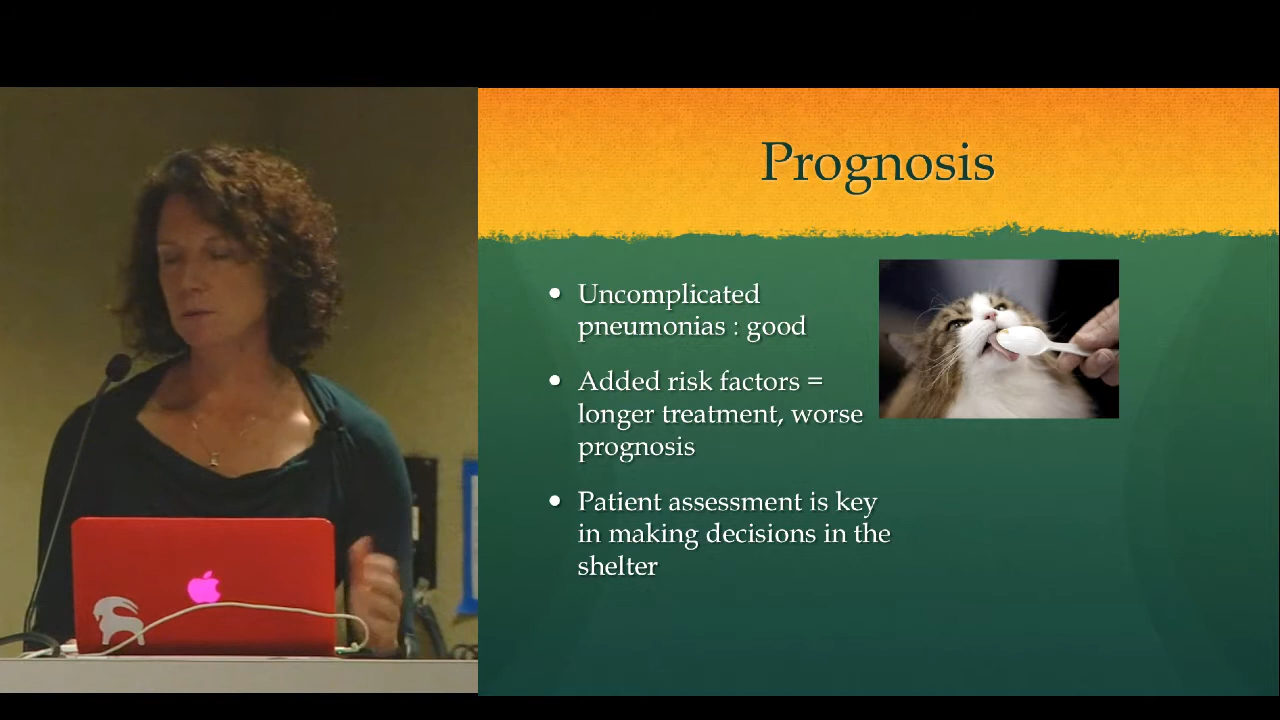 Prognosis
• Uncomplicated
pneumonias : good
• Added risk factors =
longer treatment, worse
prognosis
• Patient assessment is key
in making decisions in the
shelter